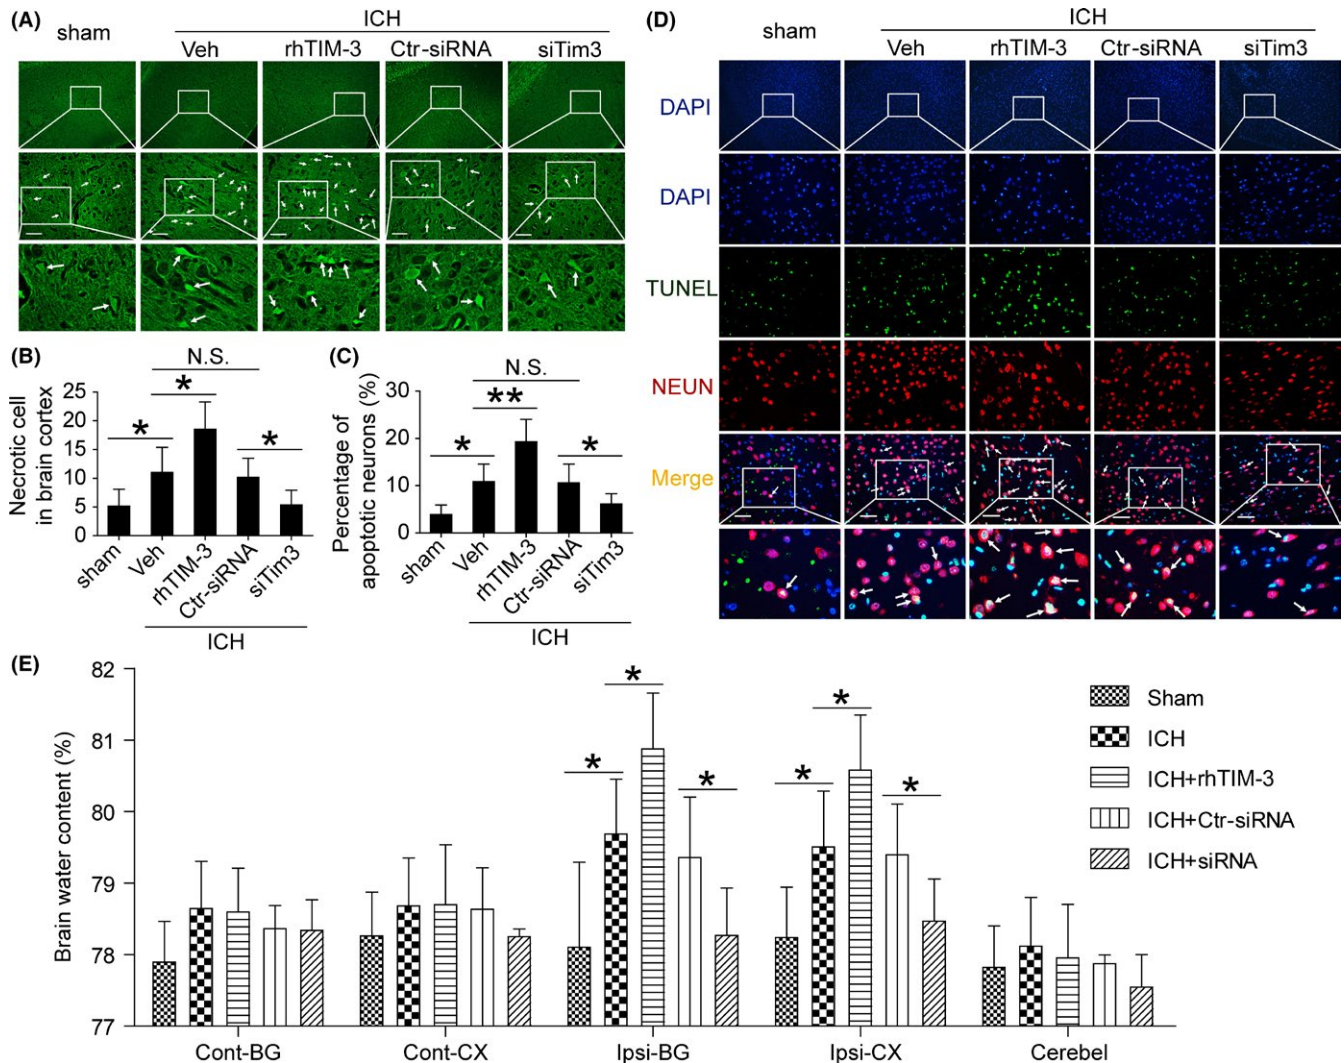 (A)
sham
ICH
Veh
rhTIM-3
Ctr-siRNA
siTim3
(B)
Necrotic cell
in brain cortex
25
20
15
10
5
0
N.S.
*
*
*
sham
Veh
rhTIM-3
Ctr-siRNA
siTim3
ICH
(C)
Percentage of
apoptotic neurons (%)
30
20
10
0
N.S.
**
*
*
sham
Veh
rhTIM-3
Ctr-siRNA
siTim3
ICH
(D)
sham
ICH
Veh
rhTIM-3
Ctr-siRNA
siTim3
DAPI
DAPI
TUNEL
NEUN
Merge
(E)
Brain water content (%)
82
81
80
79
78
77
*
*
*
*
*
*
Cont-BG
Cont-CX
Ipsi-BG
Ipsi-CX
Cerebel
Sham
ICH
ICH+rhTIM-3
ICH+Ctr-siRNA
ICH+siRNA